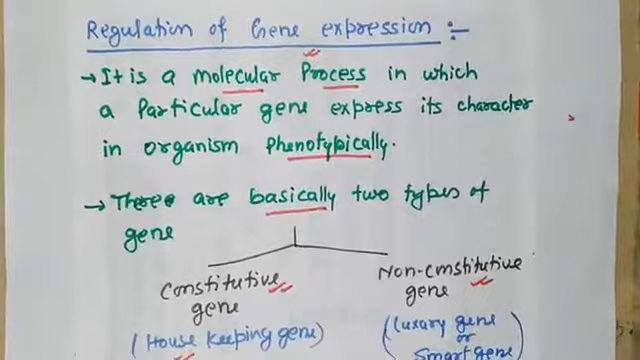 Regulation of Gene expression :-
→ It is a molecular Process in which
a Particular gene express its character
in organism Phenotypically.
→ There are basically two types of
gene
Constitutive gene
Non-constitutive gene
(House Keeping gene)
(Luxary gene
or
Smart gene)